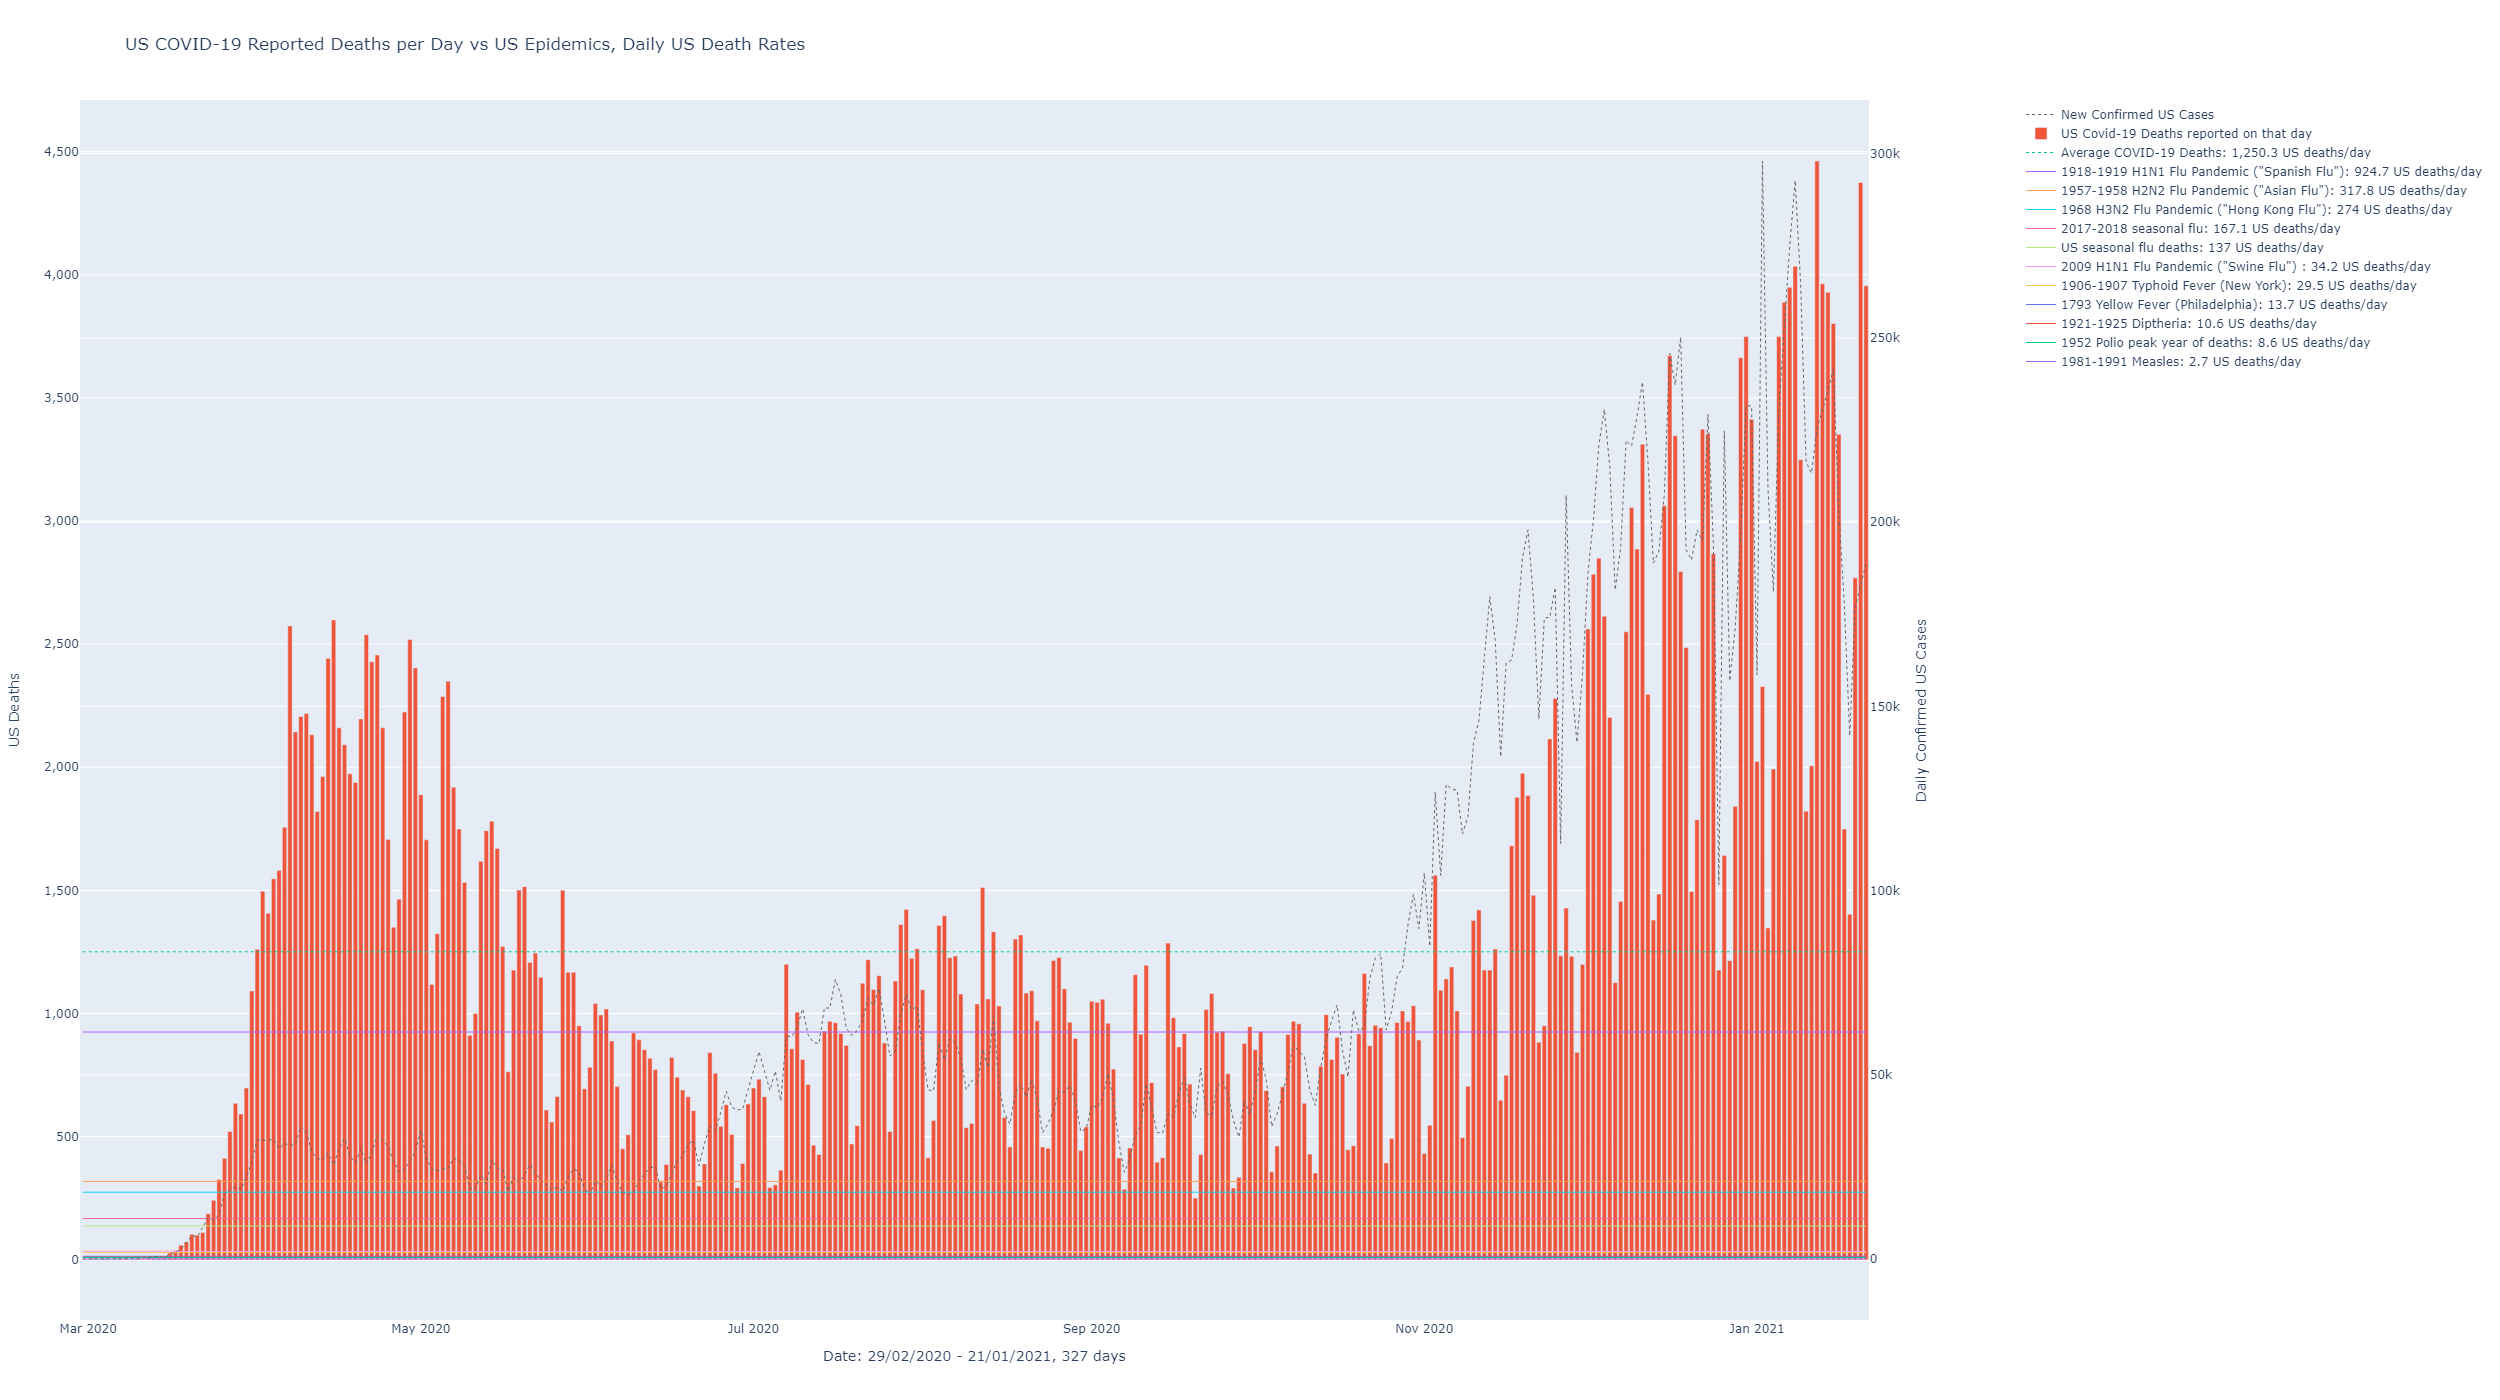 US COVID-19 Reported Deaths per Day vs US Epidemics, Daily US Death Rates
New Confirmed US Cases
US Covid-19 Deaths reported on that day
Average COVID-19 Deaths: 1,250.3 US deaths/day
1918-1919 H1N1 Flu Pandemic ("Spanish Flu"): 924.7 US deaths/day
1957-1958 H2N2 Flu Pandemic ("Asian Flu"): 317.8 US deaths/day
1968 H3N2 Flu Pandemic ("Hong Kong Flu"): 274 US deaths/day
2017-2018 seasonal flu: 167.1 US deaths/day
US seasonal flu deaths: 137 US deaths/day
2009 H1N1 Flu Pandemic ("Swine Flu") : 34.2 US deaths/day
1906-1907 Typhoid Fever (New York): 29.5 US deaths/day
1793 Yellow Fever (Philadelphia): 13.7 US deaths/day
1921-1925 Diptheria: 10.6 US deaths/day
1952 Polio peak year of deaths: 8.6 US deaths/day
1981-1991 Measles: 2.7 US deaths/day
US Deaths
4,500
4,000
3,500
3,000
2,500
2,000
1,500
1,000
500
0
300k
250k
200k
150k
100k
50k
0
Daily Confirmed US Cases
Mar 2020
May 2020
Jul 2020
Sep 2020
Nov 2020
Jan 2021
Date: 29/02/2020 - 21/01/2021, 327 days